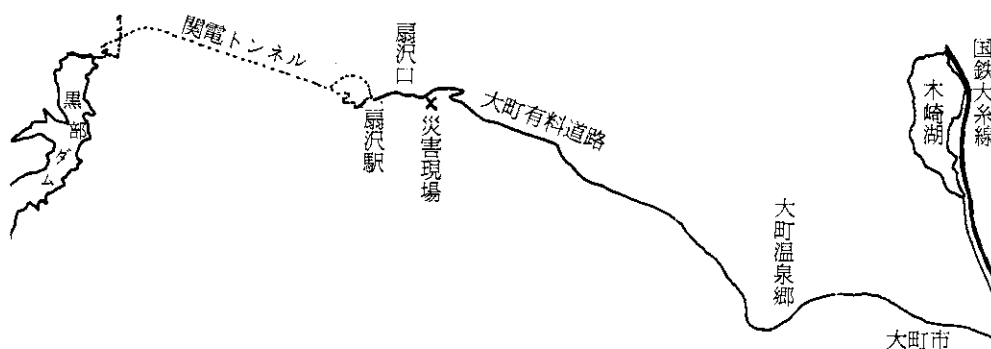 関電トンネル
扇沢口
黒部ダム
扇沢駅
災害現場
大町有料道路
木崎湖
国鉄大糸線
大町温泉郷
大町市